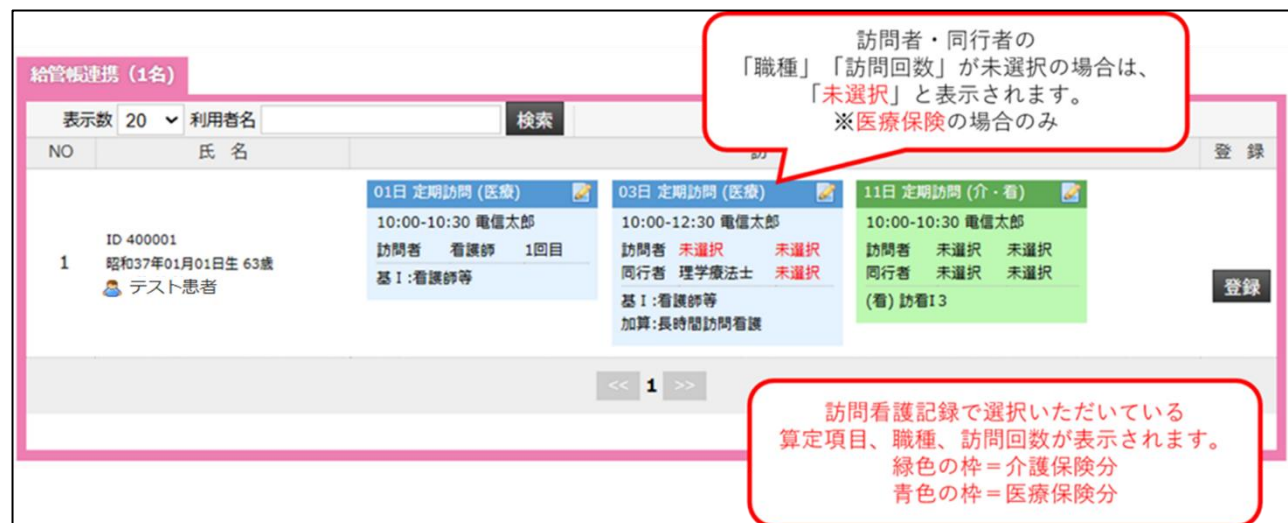 訪問者・同行者の
「職種」「訪問回数」が未選択の場合は、
「未選択」と表示されます。
※医療保険の場合のみ
給管帳連携（1名）
表示数 20 利用者名 検索
NO 氏 名 訪 登 録
01日 定期訪問 (医療)
10:00-10:30 電信太郎
訪問者 看護師 1回目
基Ⅰ:看護師等
03日 定期訪問 (医療)
10:00-12:30 電信太郎
訪問者 未選択 未選択
同行者 理学療法士 未選択
基Ⅰ:看護師等
加算:長時間訪問看護
11日 定期訪問 (介・看)
10:00-10:30 電信太郎
訪問者 未選択 未選択
同行者 未選択 未選択
(看) 訪看I3
1
ID 400001
昭和37年01月01日生 63歳
テスト患者
登録
<< 1 >>
訪問看護記録で選択いただいている
算定項目、職種、訪問回数が表示されます。
緑色の枠＝介護保険分
青色の枠＝医療保険分